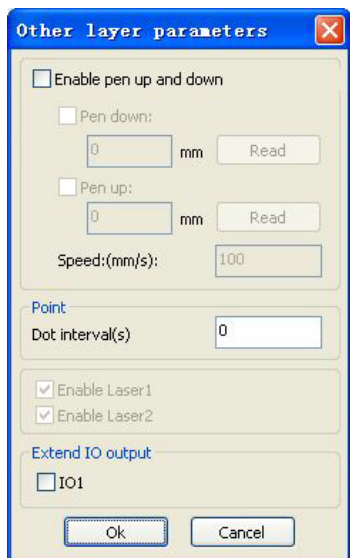 Other layer parameters
Enable pen up and down
Pen down:
0 mm Read
Pen up:
0 mm Read
Speed:(mm/s): 100
Point
Dot interval(s) 0
Enable Laser1
Enable Laser2
Extend IO output
IO1
Ok Cancel